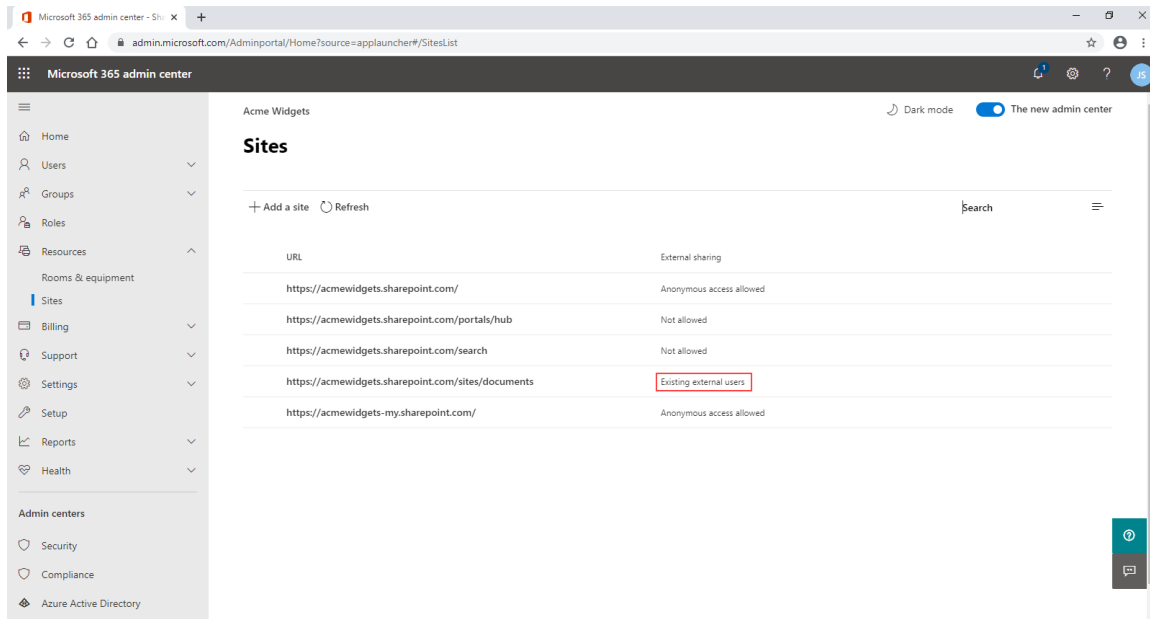 Microsoft 365 admin center - Sha
admin.microsoft.com/Adminportal/Home?source=applauncher#/SitesList
Microsoft 365 admin center
1
?
JS
Acme Widgets
Dark mode
The new admin center
Sites
Home
Users
Groups
Roles
Resources
Rooms & equipment
Sites
Billing
Support
Settings
Setup
Reports
Health
Admin centers
Security
Compliance
Azure Active Directory
+ Add a site Refresh Search
URL External sharing
https://acmewidgets.sharepoint.com/ Anonymous access allowed
https://acmewidgets.sharepoint.com/portals/hub Not allowed
https://acmewidgets.sharepoint.com/search Not allowed
https://acmewidgets.sharepoint.com/sites/documents Existing external users
https://acmewidgets-my.sharepoint.com/ Anonymous access allowed